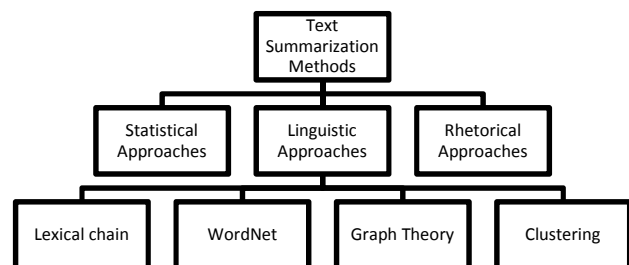 Text
Summarization
Methods
Statistical
Approaches
Linguistic
Approaches
Rhetorical
Approaches
Lexical chain
WordNet
Graph Theory
Clustering